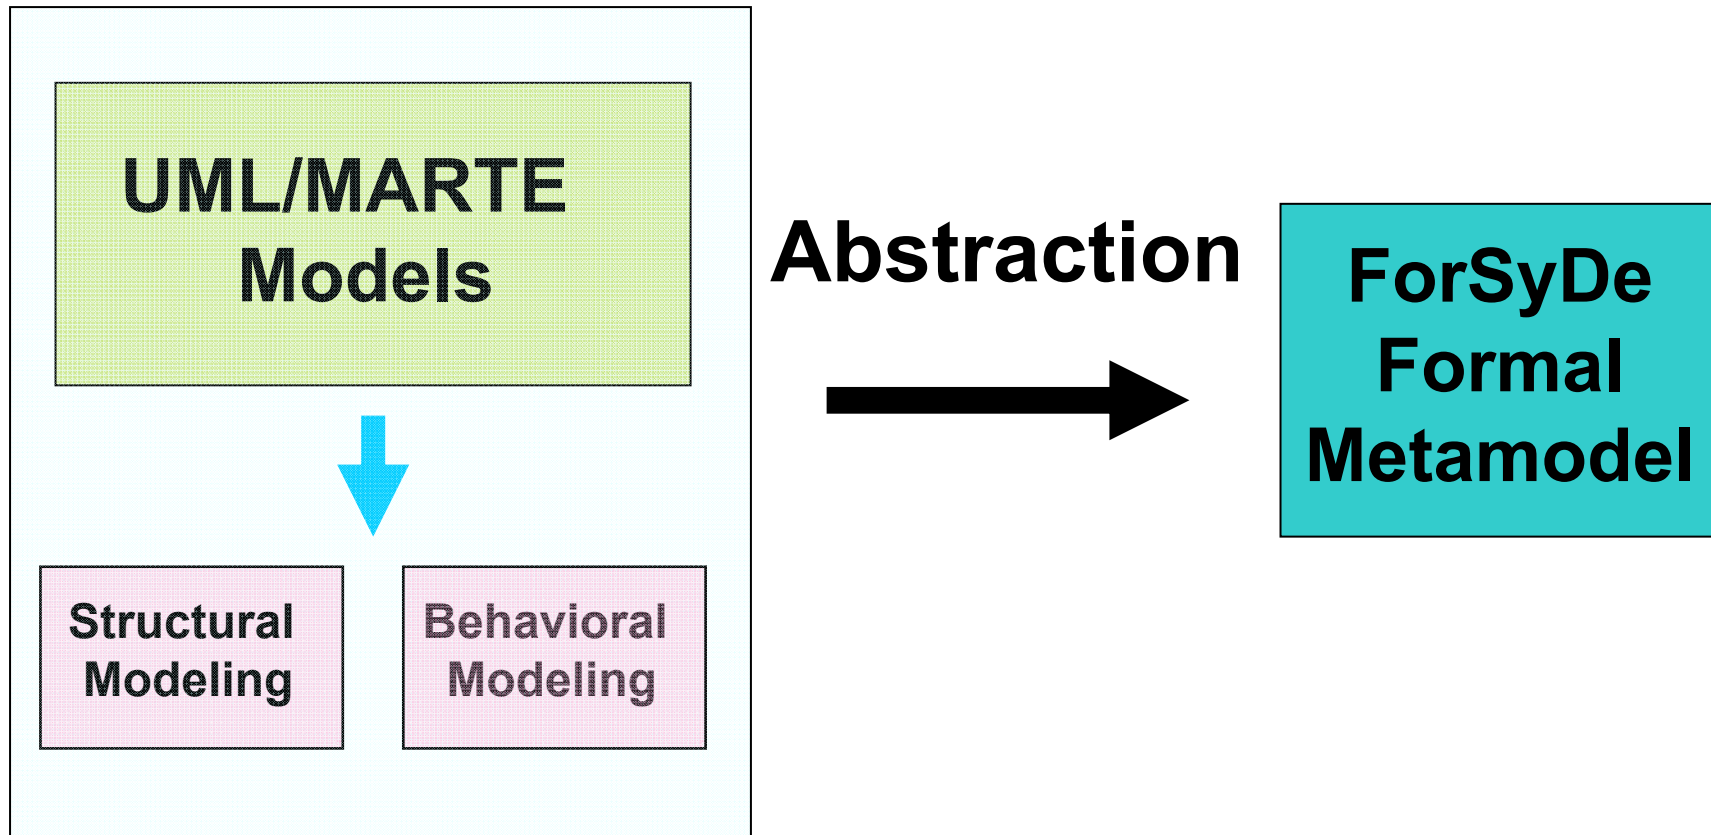 UML/MARTE
Models
Structural
Modeling
Behavioral
Modeling
Abstraction
ForSyDe
Formal
Metamodel